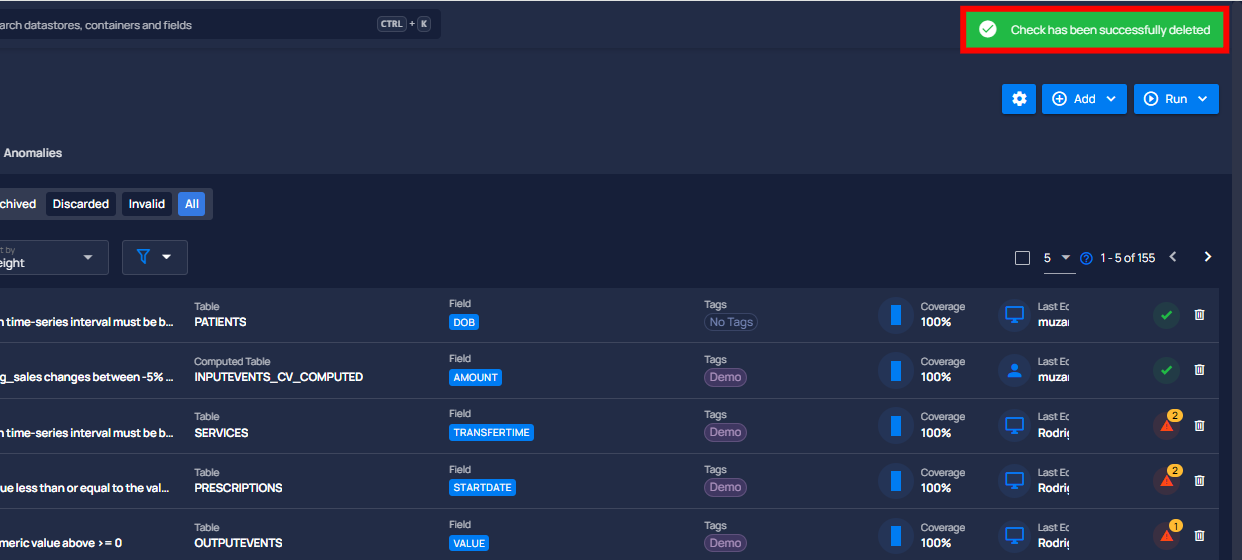 arch datastores, containers and fields
CTRL + K
Check has been successfully deleted
Add
Run
Anomalies
chived
Discarded
Invalid
All
t by
eight
5
1 - 5 of 155
n time-series interval must be b...
Table
PATIENTS
Field
DOB
Tags
No Tags
Coverage
100%
Last Ec
muzar
g_sales changes between -5% ...
Computed Table
INPUTEVENTS_CV_COMPUTED
Field
AMOUNT
Tags
Demo
Coverage
100%
Last Ec
muzar
n time-series interval must be b...
Table
SERVICES
Field
TRANSFERTIME
Tags
Demo
Coverage
100%
Last Ec
Rodrig
2
ue less than or equal to the val...
Table
PRESCRIPTIONS
Field
STARTDATE
Tags
Demo
Coverage
100%
Last Ec
Rodrig
2
meric value above >= 0
Table
OUTPUTEVENTS
Field
VALUE
Tags
Demo
Coverage
100%
Last Ec
Rodrig
1